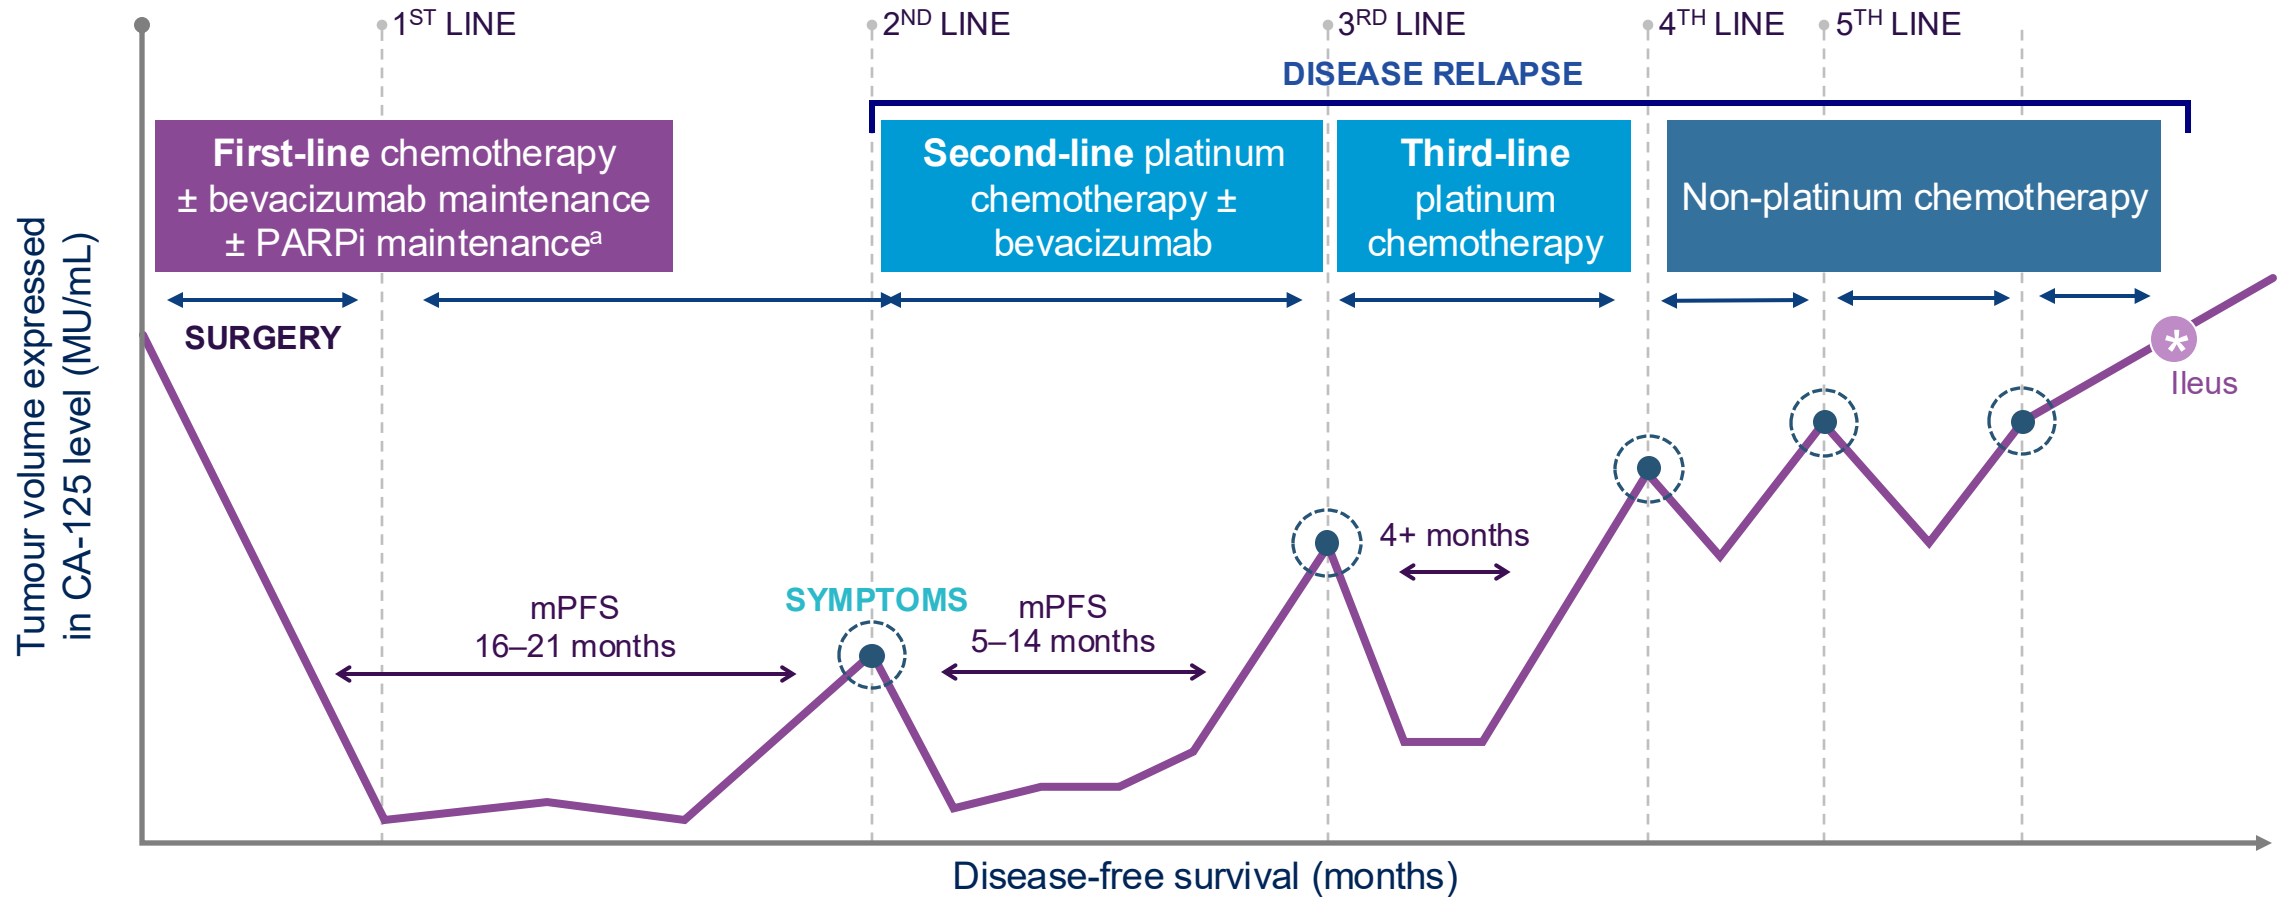 1ST LINE
2ND LINE
3RD LINE
4TH LINE
5TH LINE
DISEASE RELAPSE
First-line chemotherapy
± bevacizumab maintenance
± PARPi maintenanceª
Second-line platinum
chemotherapy ±
bevacizumab
Third-line
platinum
chemotherapy
Non-platinum chemotherapy
SURGERY
*
Ileus
4+ months
SYMPTOMS
mPFS
16–21 months
mPFS
5–14 months
Tumour volume expressed
in CA-125 level (MU/mL)
Disease-free survival (months)